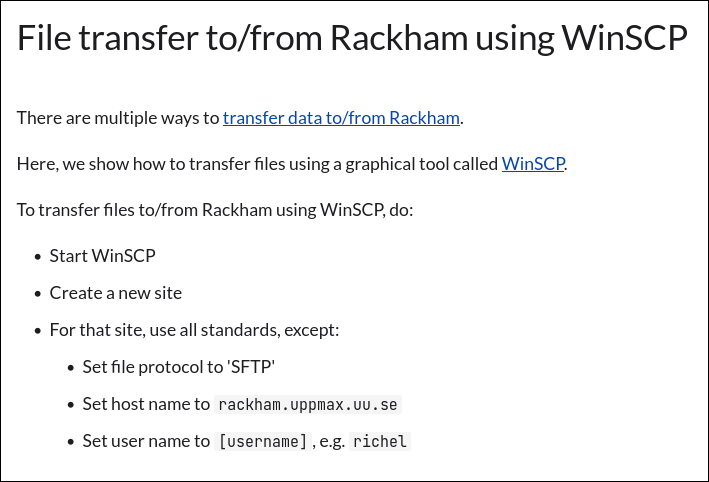 File transfer to/from Rackham using WinSCP
There are multiple ways to transfer data to/from Rackham.
Here, we show how to transfer files using a graphical tool called WinSCP.
To transfer files to/from Rackham using WinSCP, do:
• Start WinSCP
• Create a new site
• For that site, use all standards, except:
• Set file protocol to 'SFTP'
• Set host name to rackham.uppmax.uu.se
• Set user name to [username], e.g. richel